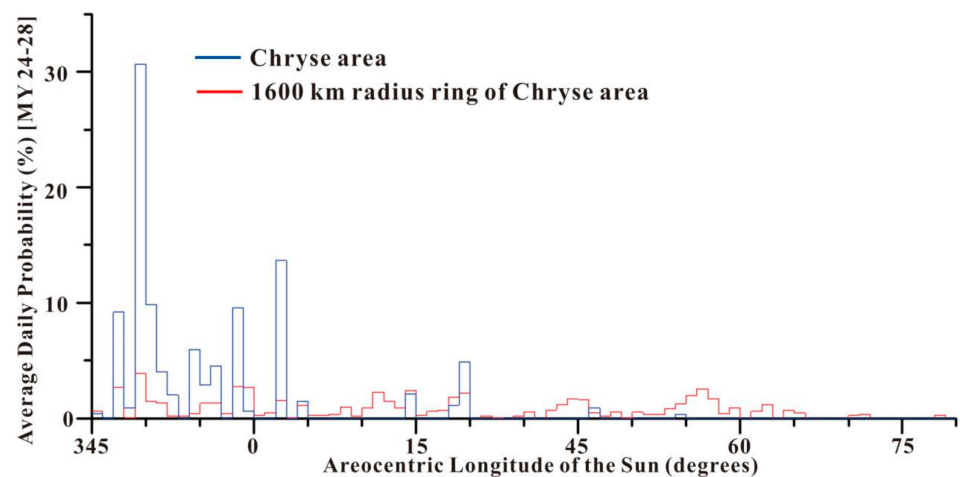 Average Daily Probability (%) [MY 24-28]
30
20
10
0
Chryse area
1600 km radius ring of Chryse area
345 0 15 45 60 75
Areocentric Longitude of the Sun (degrees)